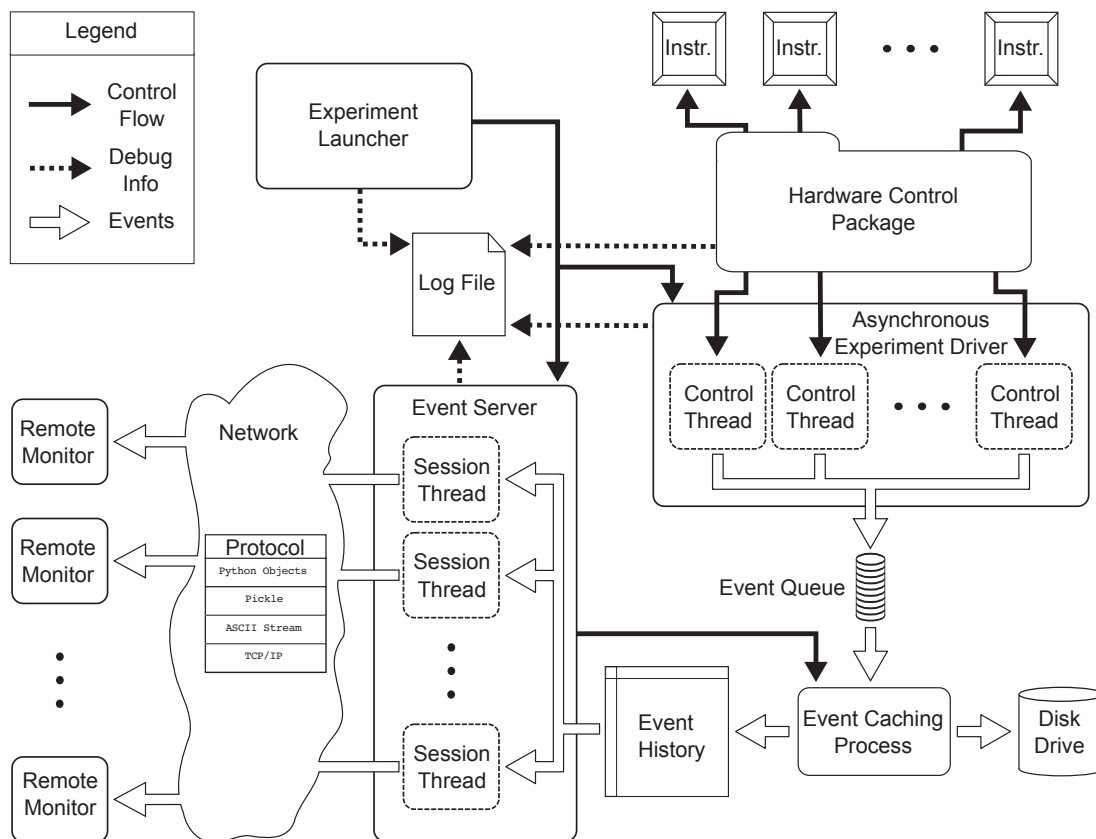 Legend
Control
Flow
Debug
Info
Events
Experiment
Launcher
Instr.
Instr.
Instr.
Hardware Control
Package
Log File
Asynchronous
Experiment Driver
Control
Thread
Control
Thread
Control
Thread
Event Server
Network
Remote
Monitor
Session
Thread
Remote
Monitor
Protocol
Python Objects
Pickle
ASCII Stream
TCP/IP
Session
Thread
Event Queue
Remote
Monitor
Session
Thread
Event
History
Event Caching
Process
Disk
Drive